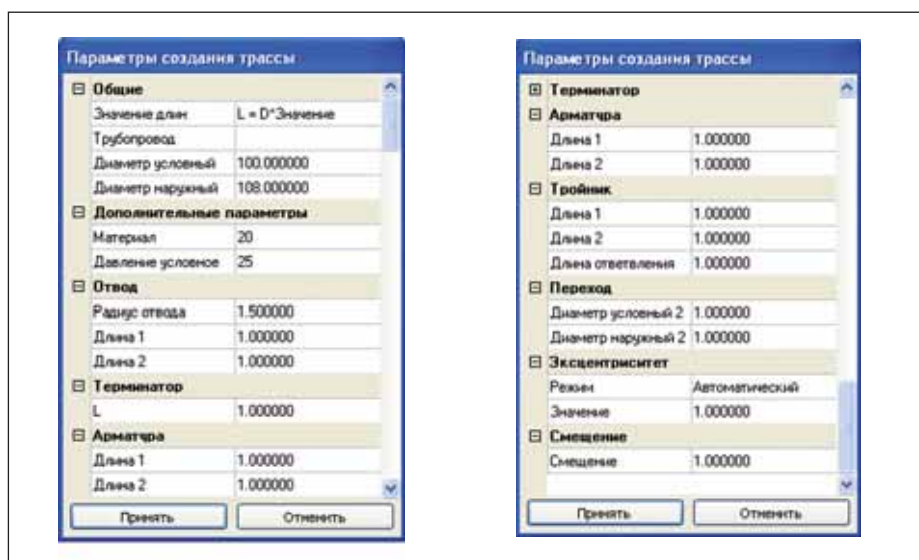 Параметры создания трассы
Общие
Значение длин L = D*Значение
Трубопровод
Диаметр условный 100.000000
Диаметр наружный 108.000000
Дополнительные параметры
Материал 20
Давление условное 25
Отвод
Радиус отвода 1.500000
Длина 1 1.000000
Длина 2 1.000000
Терминатор
L 1.000000
Арматура
Длина 1 1.000000
Длина 2 1.000000
Принять Отменить
Параметры создания трассы
Терминатор
Арматура
Длина 1 1.000000
Длина 2 1.000000
Тройник
Длина 1 1.000000
Длина 2 1.000000
Длина ответвления 1.000000
Переход
Диаметр условный 2 1.000000
Диаметр наружный 2 1.000000
Эксцентриситет
Режим Автоматический
Значение 1.000000
Смещение
Смещение 1.000000
Принять Отменить